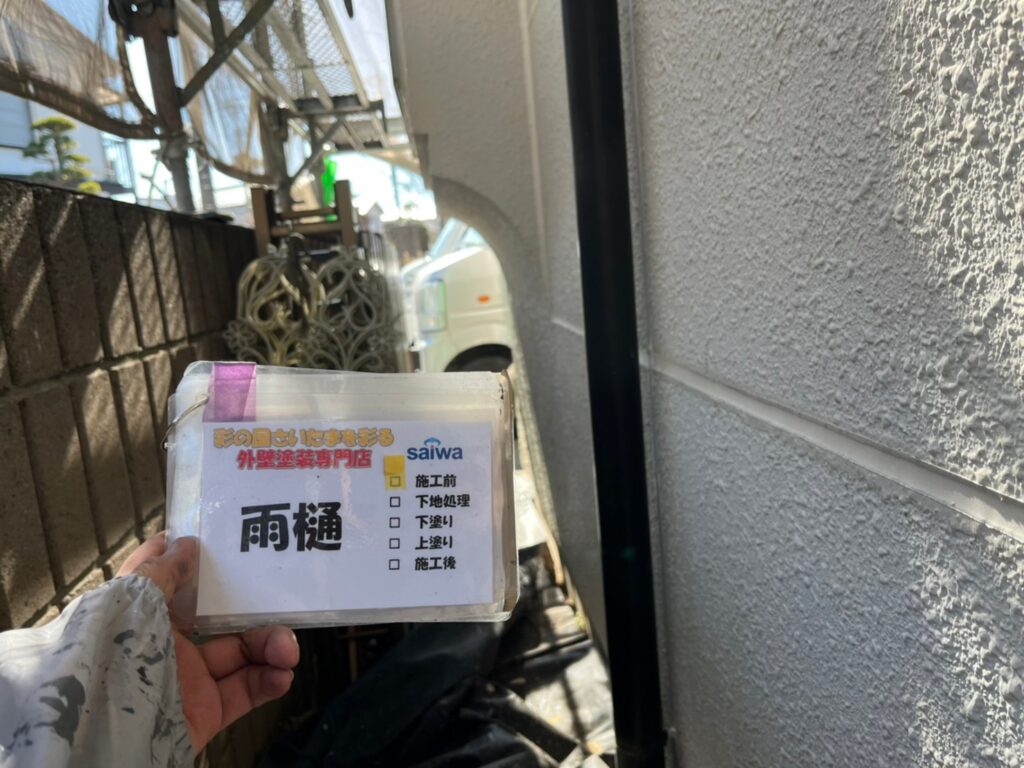 彩の国さいたまを彩る
外壁塗装専門店
saiwa
雨樋
□ 施工前
□ 下地処理
□ 下塗り
□ 上塗り
□ 施工後